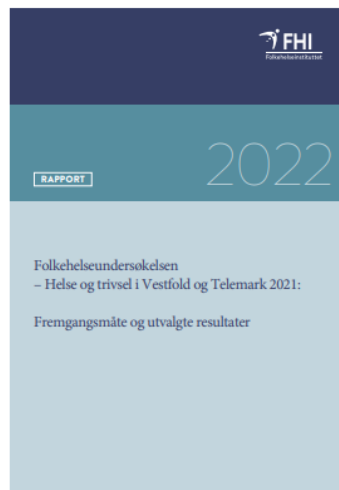 FHI
Folkehelseinstituttet
2022
RAPPORT
Folkehelseundersøkelsen
– Helse og trivsel i Vestfold og Telemark 2021:
Fremgangsmåte og utvalgte resultater